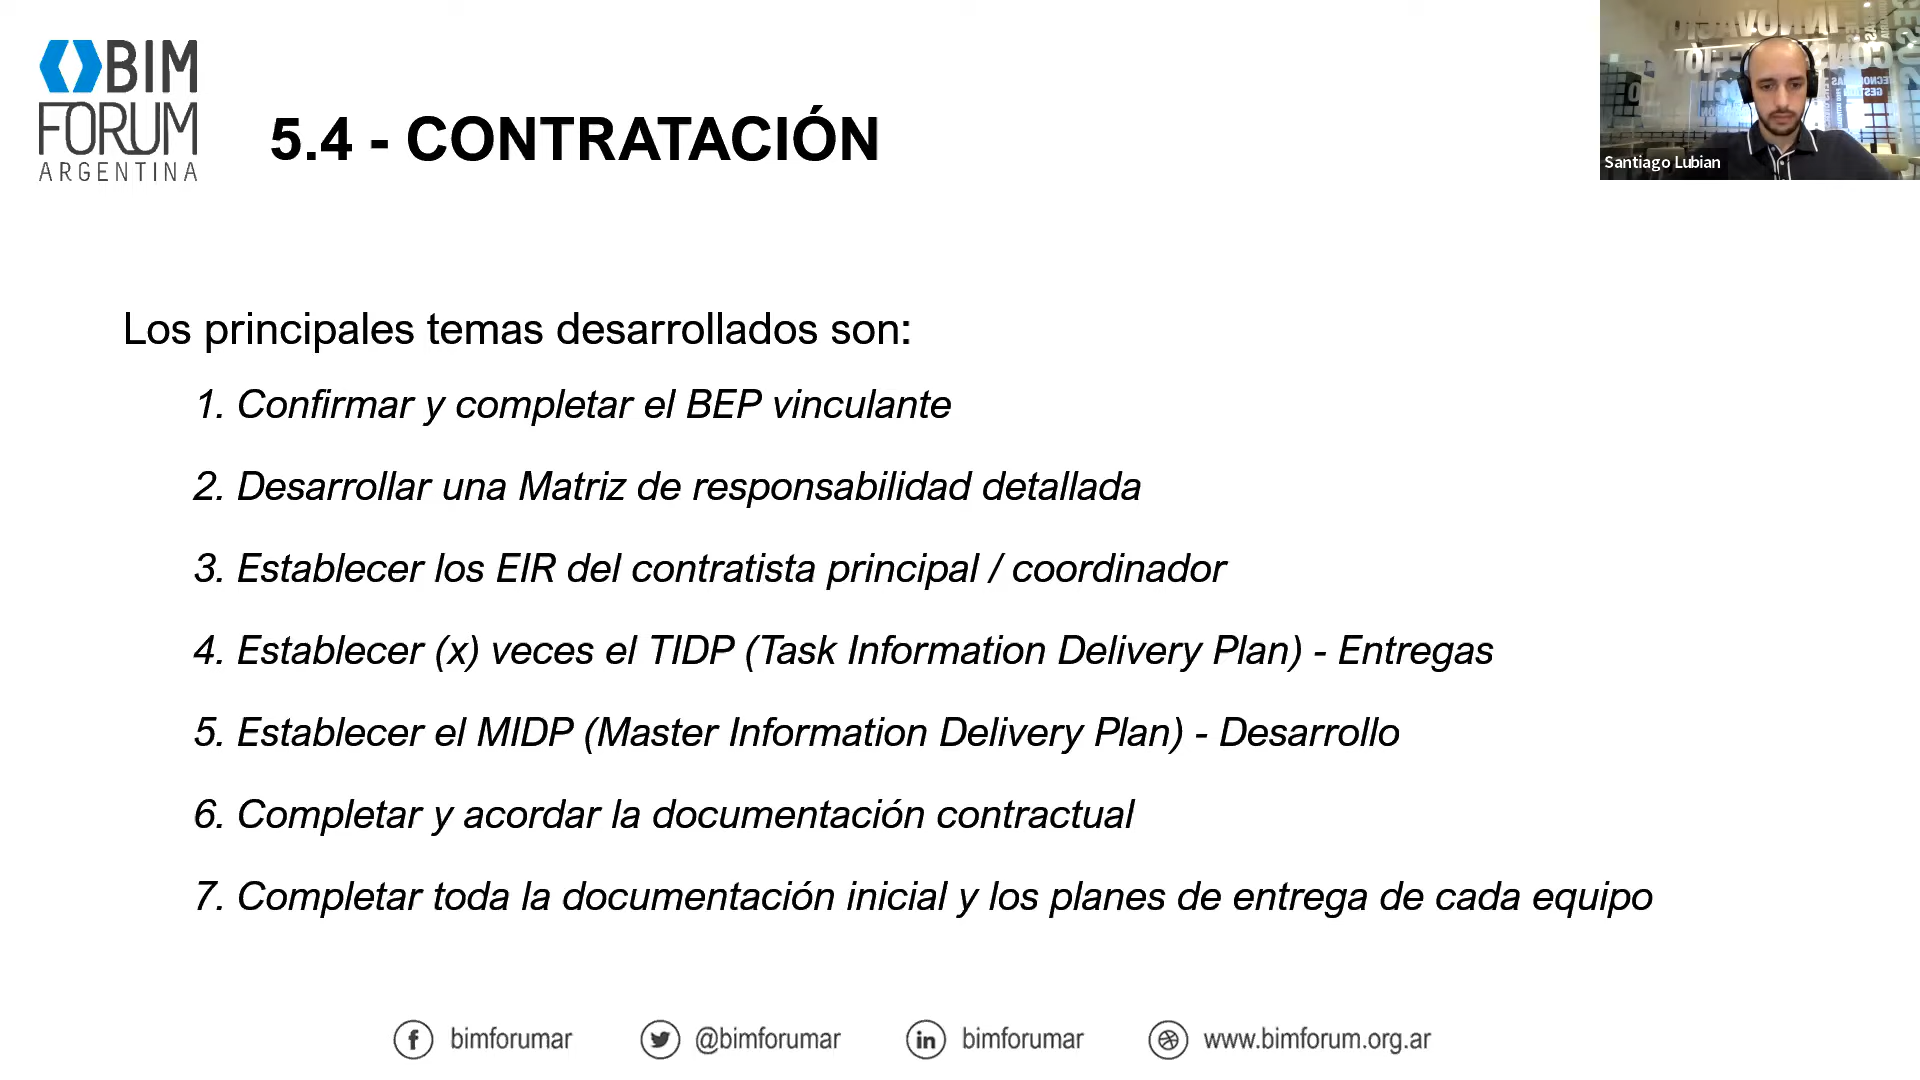 BIM
FORUM
ARGENTINA
5.4 - CONTRATACIÓN
Santiago Lubian
Los principales temas desarrollados son:
1. Confirmar y completar el BEP vinculante
2. Desarrollar una Matriz de responsabilidad detallada
3. Establecer los EIR del contratista principal / coordinador
4. Establecer (x) veces el TIDP (Task Information Delivery Plan) - Entregas
5. Establecer el MIDP (Master Information Delivery Plan) - Desarrollo
6. Completar y acordar la documentación contractual
7. Completar toda la documentación inicial y los planes de entrega de cada equipo
bimforumar
@bimforumar
bimforumar
www.bimforum.org.ar